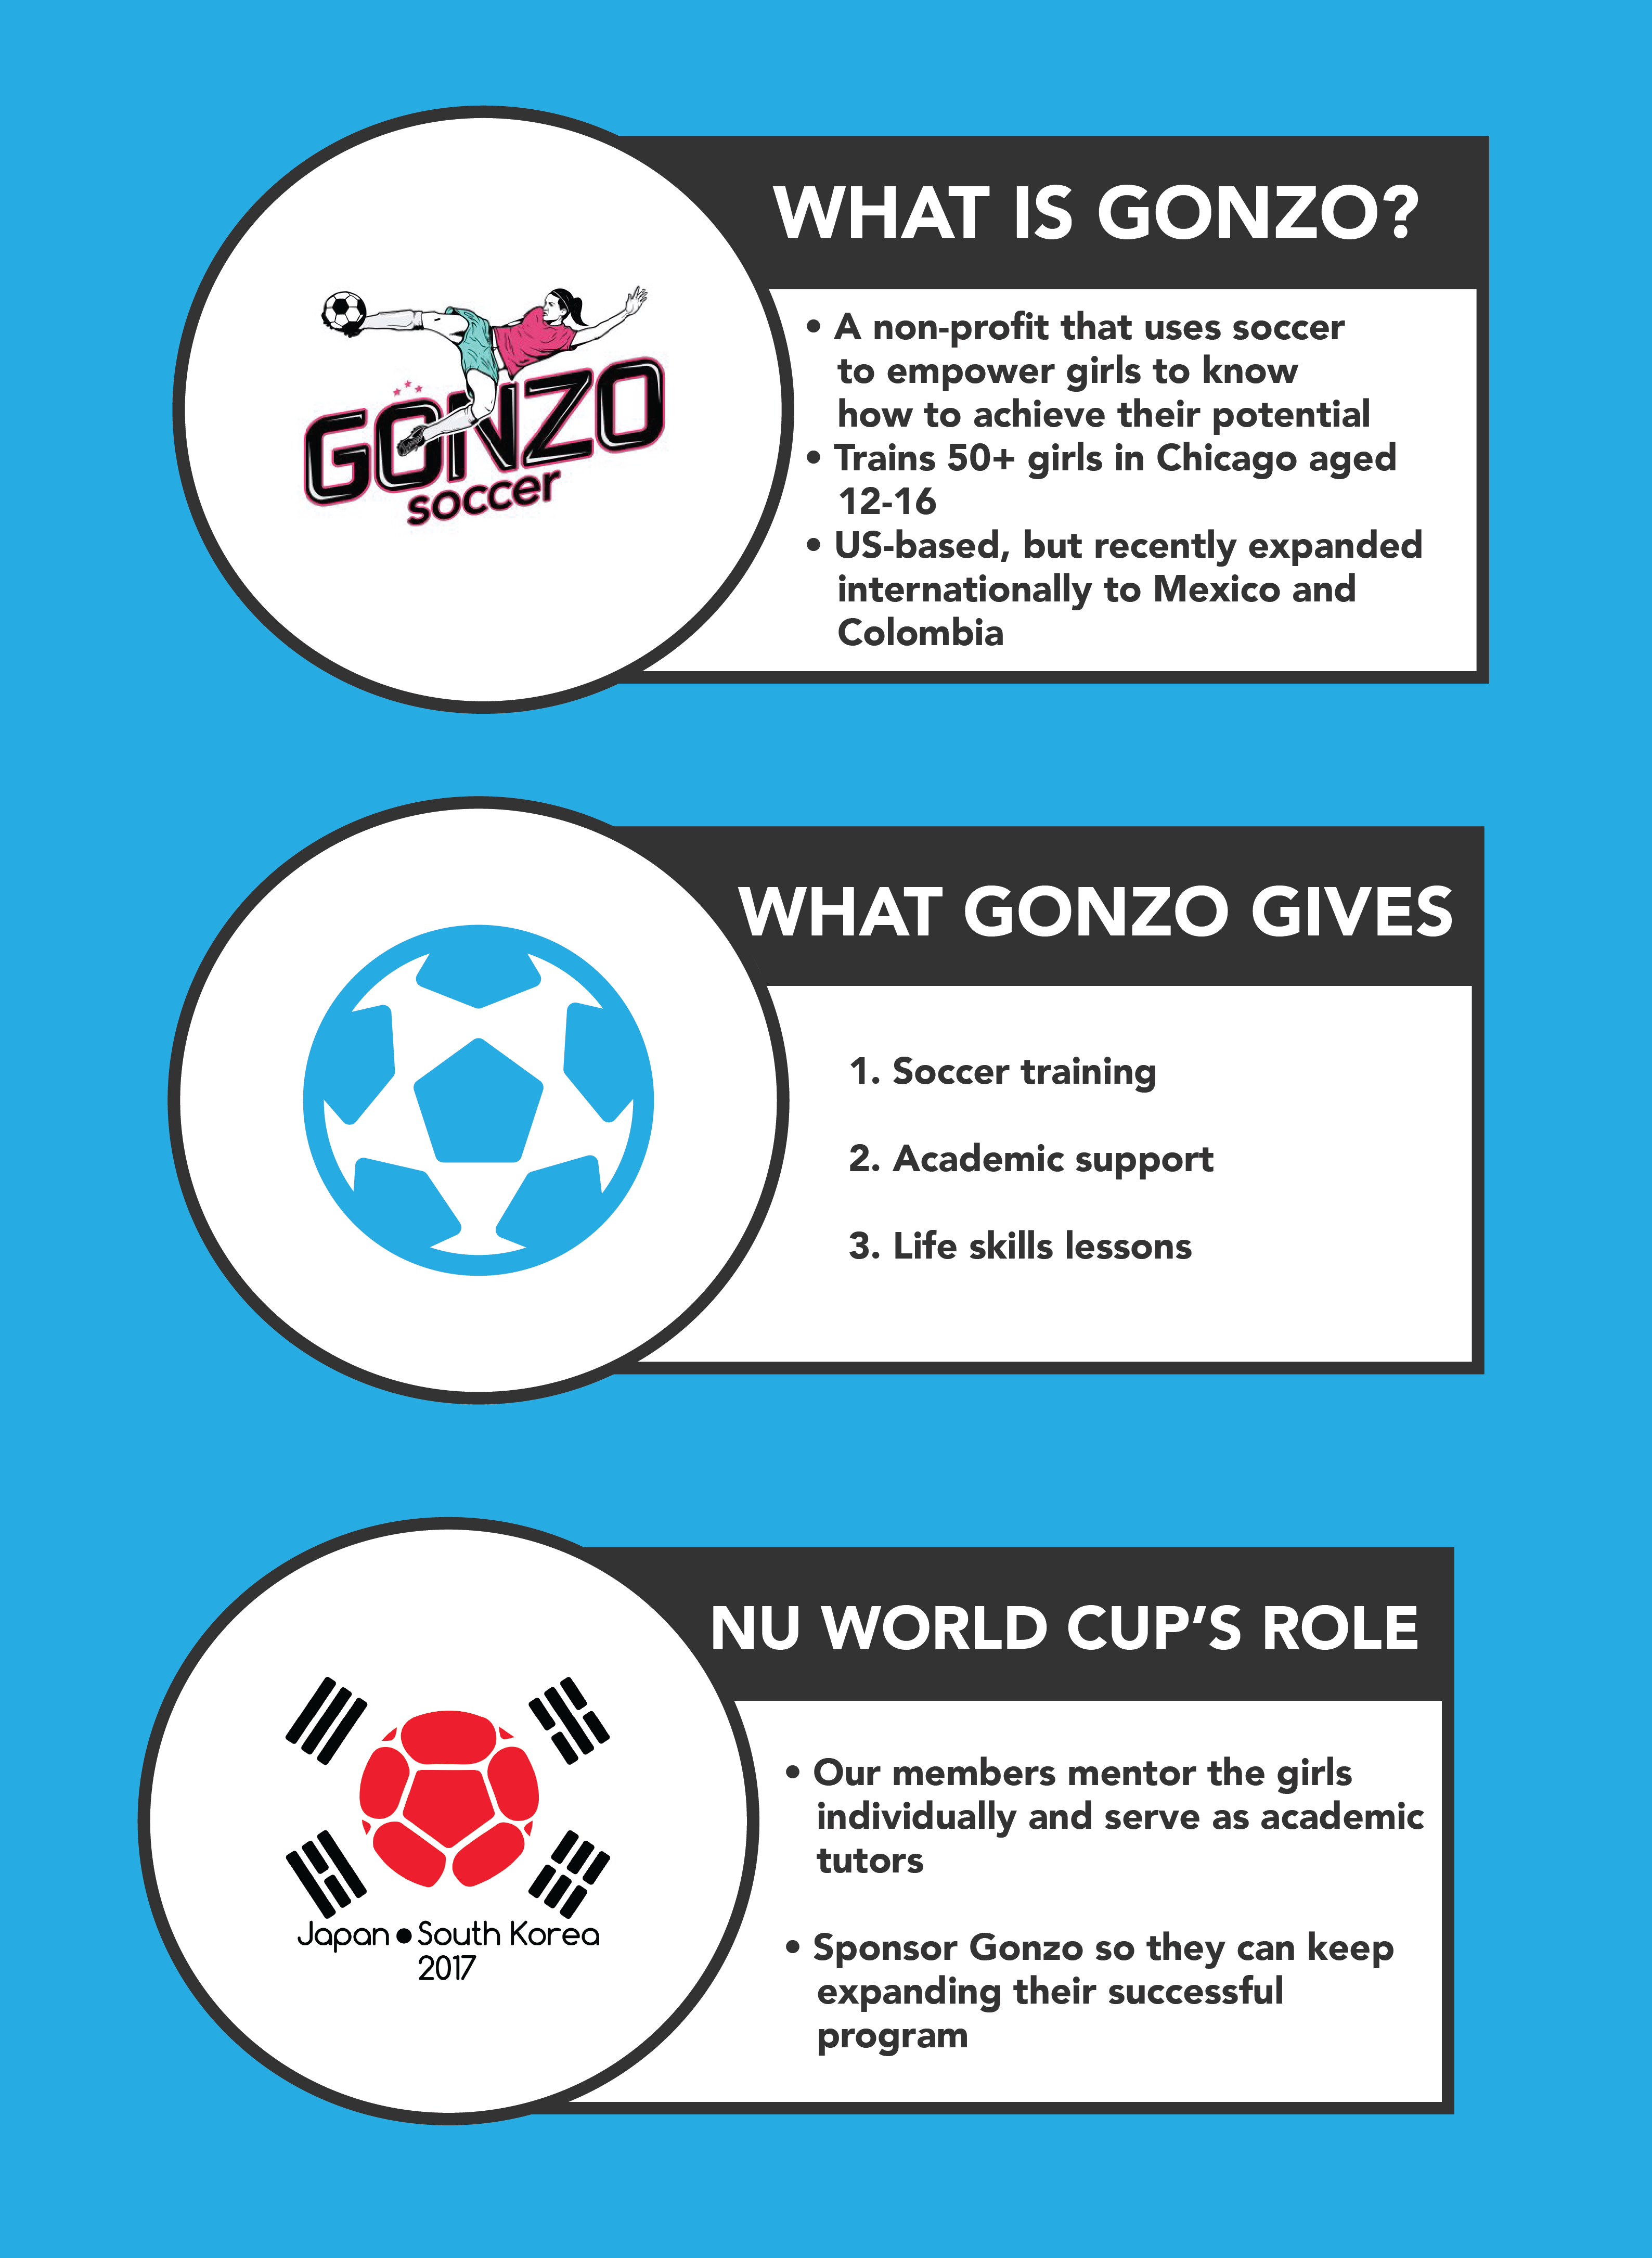 WHAT IS GONZO?
GONZO
soccer
• A non-profit that uses soccer
to empower girls to know
how to achieve their potential
• Trains 50+ girls in Chicago aged
12-16
• US-based, but recently expanded
internationally to Mexico and
Colombia
WHAT GONZO GIVES
1. Soccer training
2. Academic support
3. Life skills lessons
NU WORLD CUP’S ROLE
Japan • South Korea
2017
• Our members mentor the girls
individually and serve as academic
tutors
• Sponsor Gonzo so they can keep
expanding their successful
program